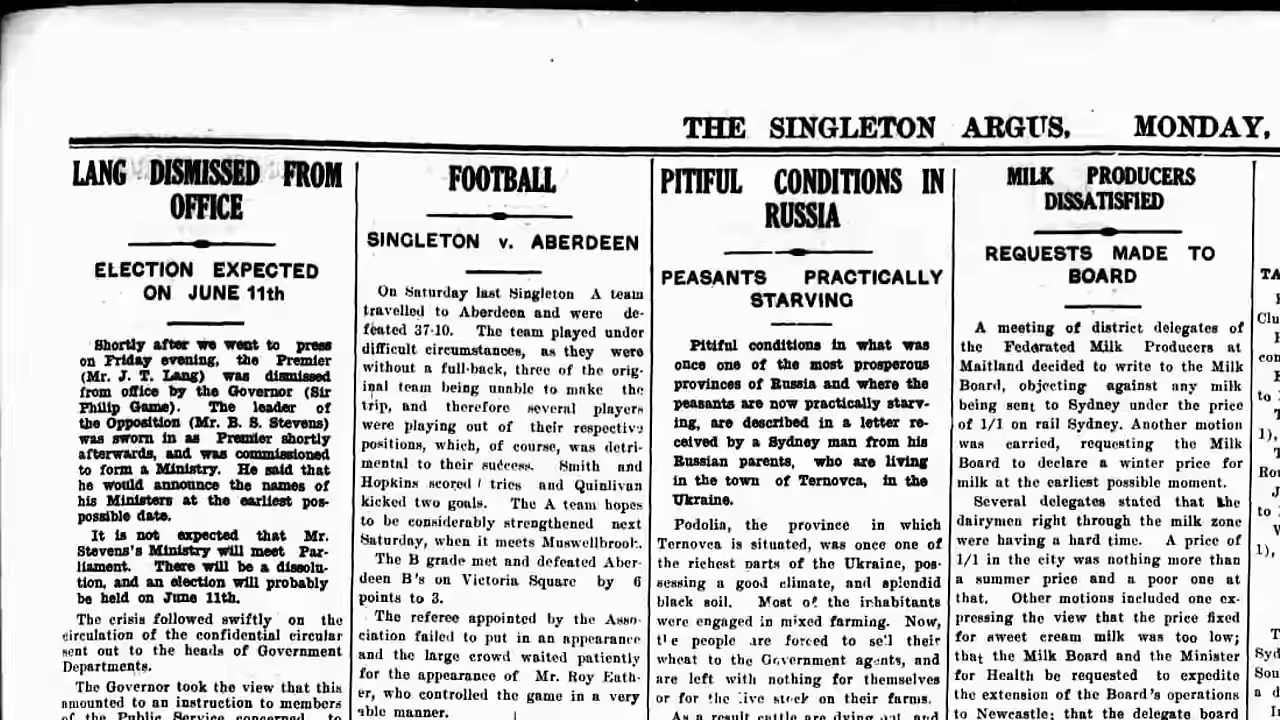 THE SINGLETON ARGUS, MONDAY,
LANG DISMISSED FROM
OFFICE
ELECTION EXPECTED
ON JUNE 11th
Shortly after we went to press
on Friday evening, the Premier
(Mr. J. T. Lang) was dismissed
from office by the Governor (Sir
Philip Game). The leader of
the Opposition (Mr. B. S. Stevens)
was sworn in as Premier shortly
afterwards, and was commissioned
to form a Ministry. He said that
he would announce the names of
his Ministers at the earliest pos-
possible date.
It is not expected that Mr.
Stevens's Ministry will meet Par-
liament. There will be a dissolu-
tion, and an election will probably
be held on June 11th.
The crisis followed swiftly on the
circulation of the confidential circular
sent out to the heads of Government
Departments.
The Governor took the view that this
amounted to an instruction to members
of the Public Service concerned, to
FOOTBALL
SINGLETON v. ABERDEEN
On Saturday last Singleton A team
travelled to Aberdeen and were de-
feated 37-10. The team played under
difficult circumstances, as they were
without a full-back, three of the orig-
inal team being unable to make the
trip, and therefore several players
were playing out of their respective
positions, which, of course, was detri-
mental to their success. Smith and
Hopkins scored tries and Quinlivan
kicked two goals. The A team hopes
to be considerably strengthened next
Saturday, when it meets Muswellbrook.
The B grade met and defeated Aber-
deen B's on Victoria Square by 6
points to 3.
The referee appointed by the Asso-
ciation failed to put in an appearance
and the large crowd waited patiently
for the appearance of Mr. Roy Eath-
er, who controlled the game in a very
able manner.
PITIFUL CONDITIONS IN
RUSSIA
PEASANTS PRACTICALLY
STARVING
Pitiful conditions in what was
once one of the most prosperous
provinces of Russia and where the
peasants are now practically starv-
ing, are described in a letter re-
ceived by a Sydney man from his
Russian parents, who are living
in the town of Ternovca, in the
Ukraine.
Podolia, the province in which
Ternovca is situated, was once one of
the richest parts of the Ukraine, pos-
sessing a good climate, and splendid
black soil. Most of the inhabitants
were engaged in mixed farming. Now,
the people are forced to sell their
wheat to the Government agents, and
are left with nothing for themselves
or for the live stock on their farms.
As a result cattle are dying out, and
MILK PRODUCERS
DISSATISFIED
REQUESTS MADE TO
BOARD
A meeting of district delegates of
the Federated Milk Producers at
Maitland decided to write to the Milk
Board, objecting against any milk
being sent to Sydney under the price
of 1/1 on rail Sydney. Another motion
was carried, requesting the Milk
Board to declare a winter price for
milk at the earliest possible moment.
Several delegates stated that the
dairymen right through the milk zone
were having a hard time. A price of
1/1 in the city was nothing more than
a summer price and a poor one at
that. Other motions included one ex-
pressing the view that the price fixed
for sweet cream milk was too low;
that the Milk Board and the Minister
for Health be requested to expedite
the extension of the Board's operations
to Newcastle; that the delegate board
TA
Clu
con
to
1),
Ron
to
1),
Syd
Sou
a d